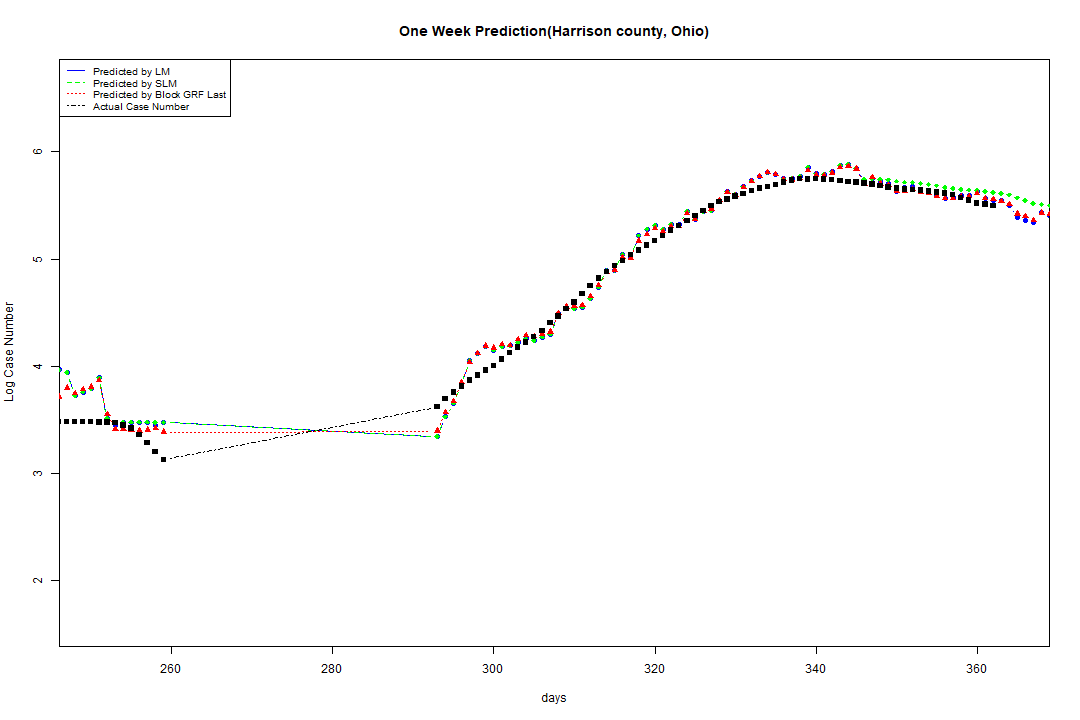 One Week Prediction(Harrison county, Ohio)
Predicted by LM
Predicted by SLM
Predicted by Block GRF Last
Actual Case Number
6
5
4
3
2
Log Case Number
260
280
300
320
340
360
days